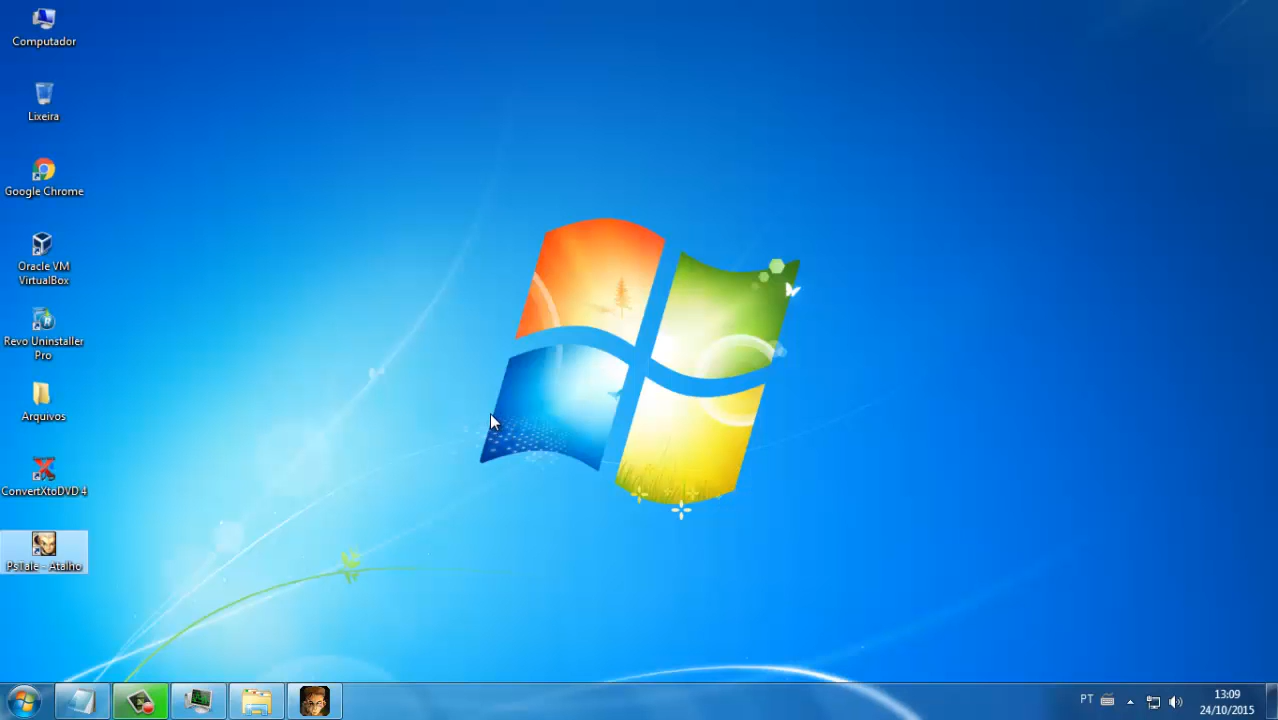 Computador
Lixeira
Google Chrome
Oracle VM
VirtualBox
Revo Uninstaller
Pro
Arquivos
ConvertXtoDVD 4
PsTale - Atalho
PT
13:09
24/10/2015